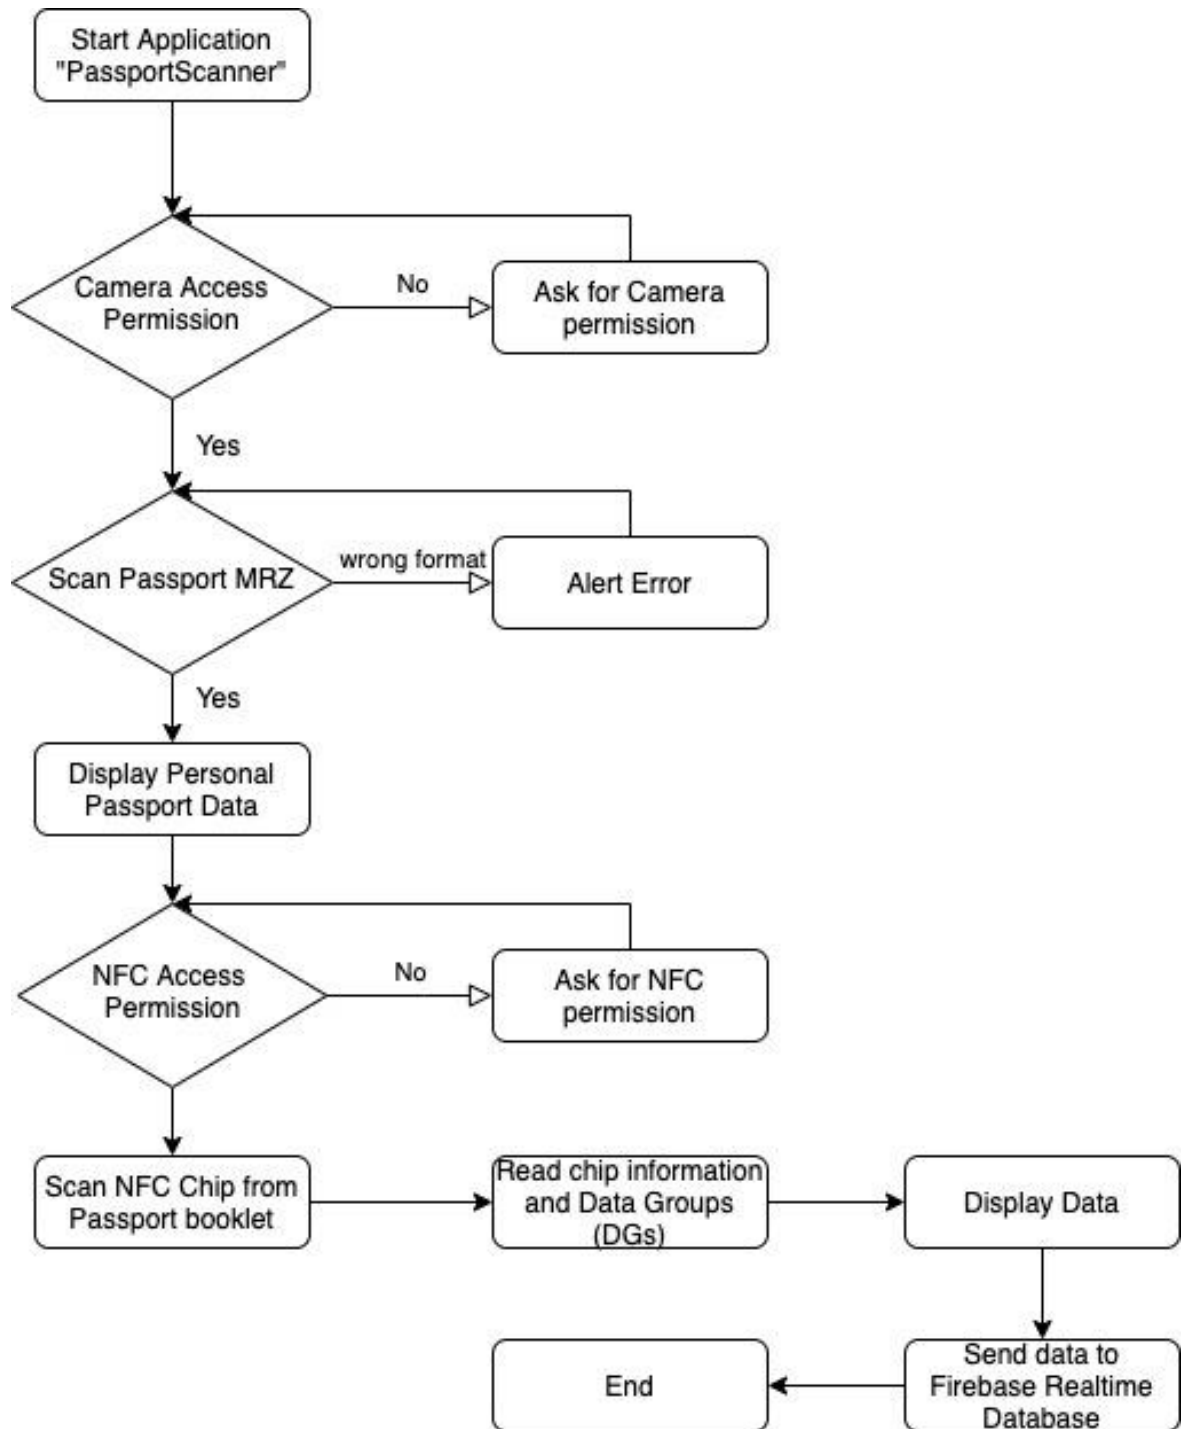 Start Application
"PassportScanner"
Camera Access
Permission
No
Ask for Camera
permission
Yes
Scan Passport MRZ
wrong format
Alert Error
Yes
Display Personal
Passport Data
NFC Access
Permission
No
Ask for NFC
permission
Scan NFC Chip from
Passport booklet
Read chip information
and Data Groups
(DGs)
Display Data
End
Send data to
Firebase Realtime
Database